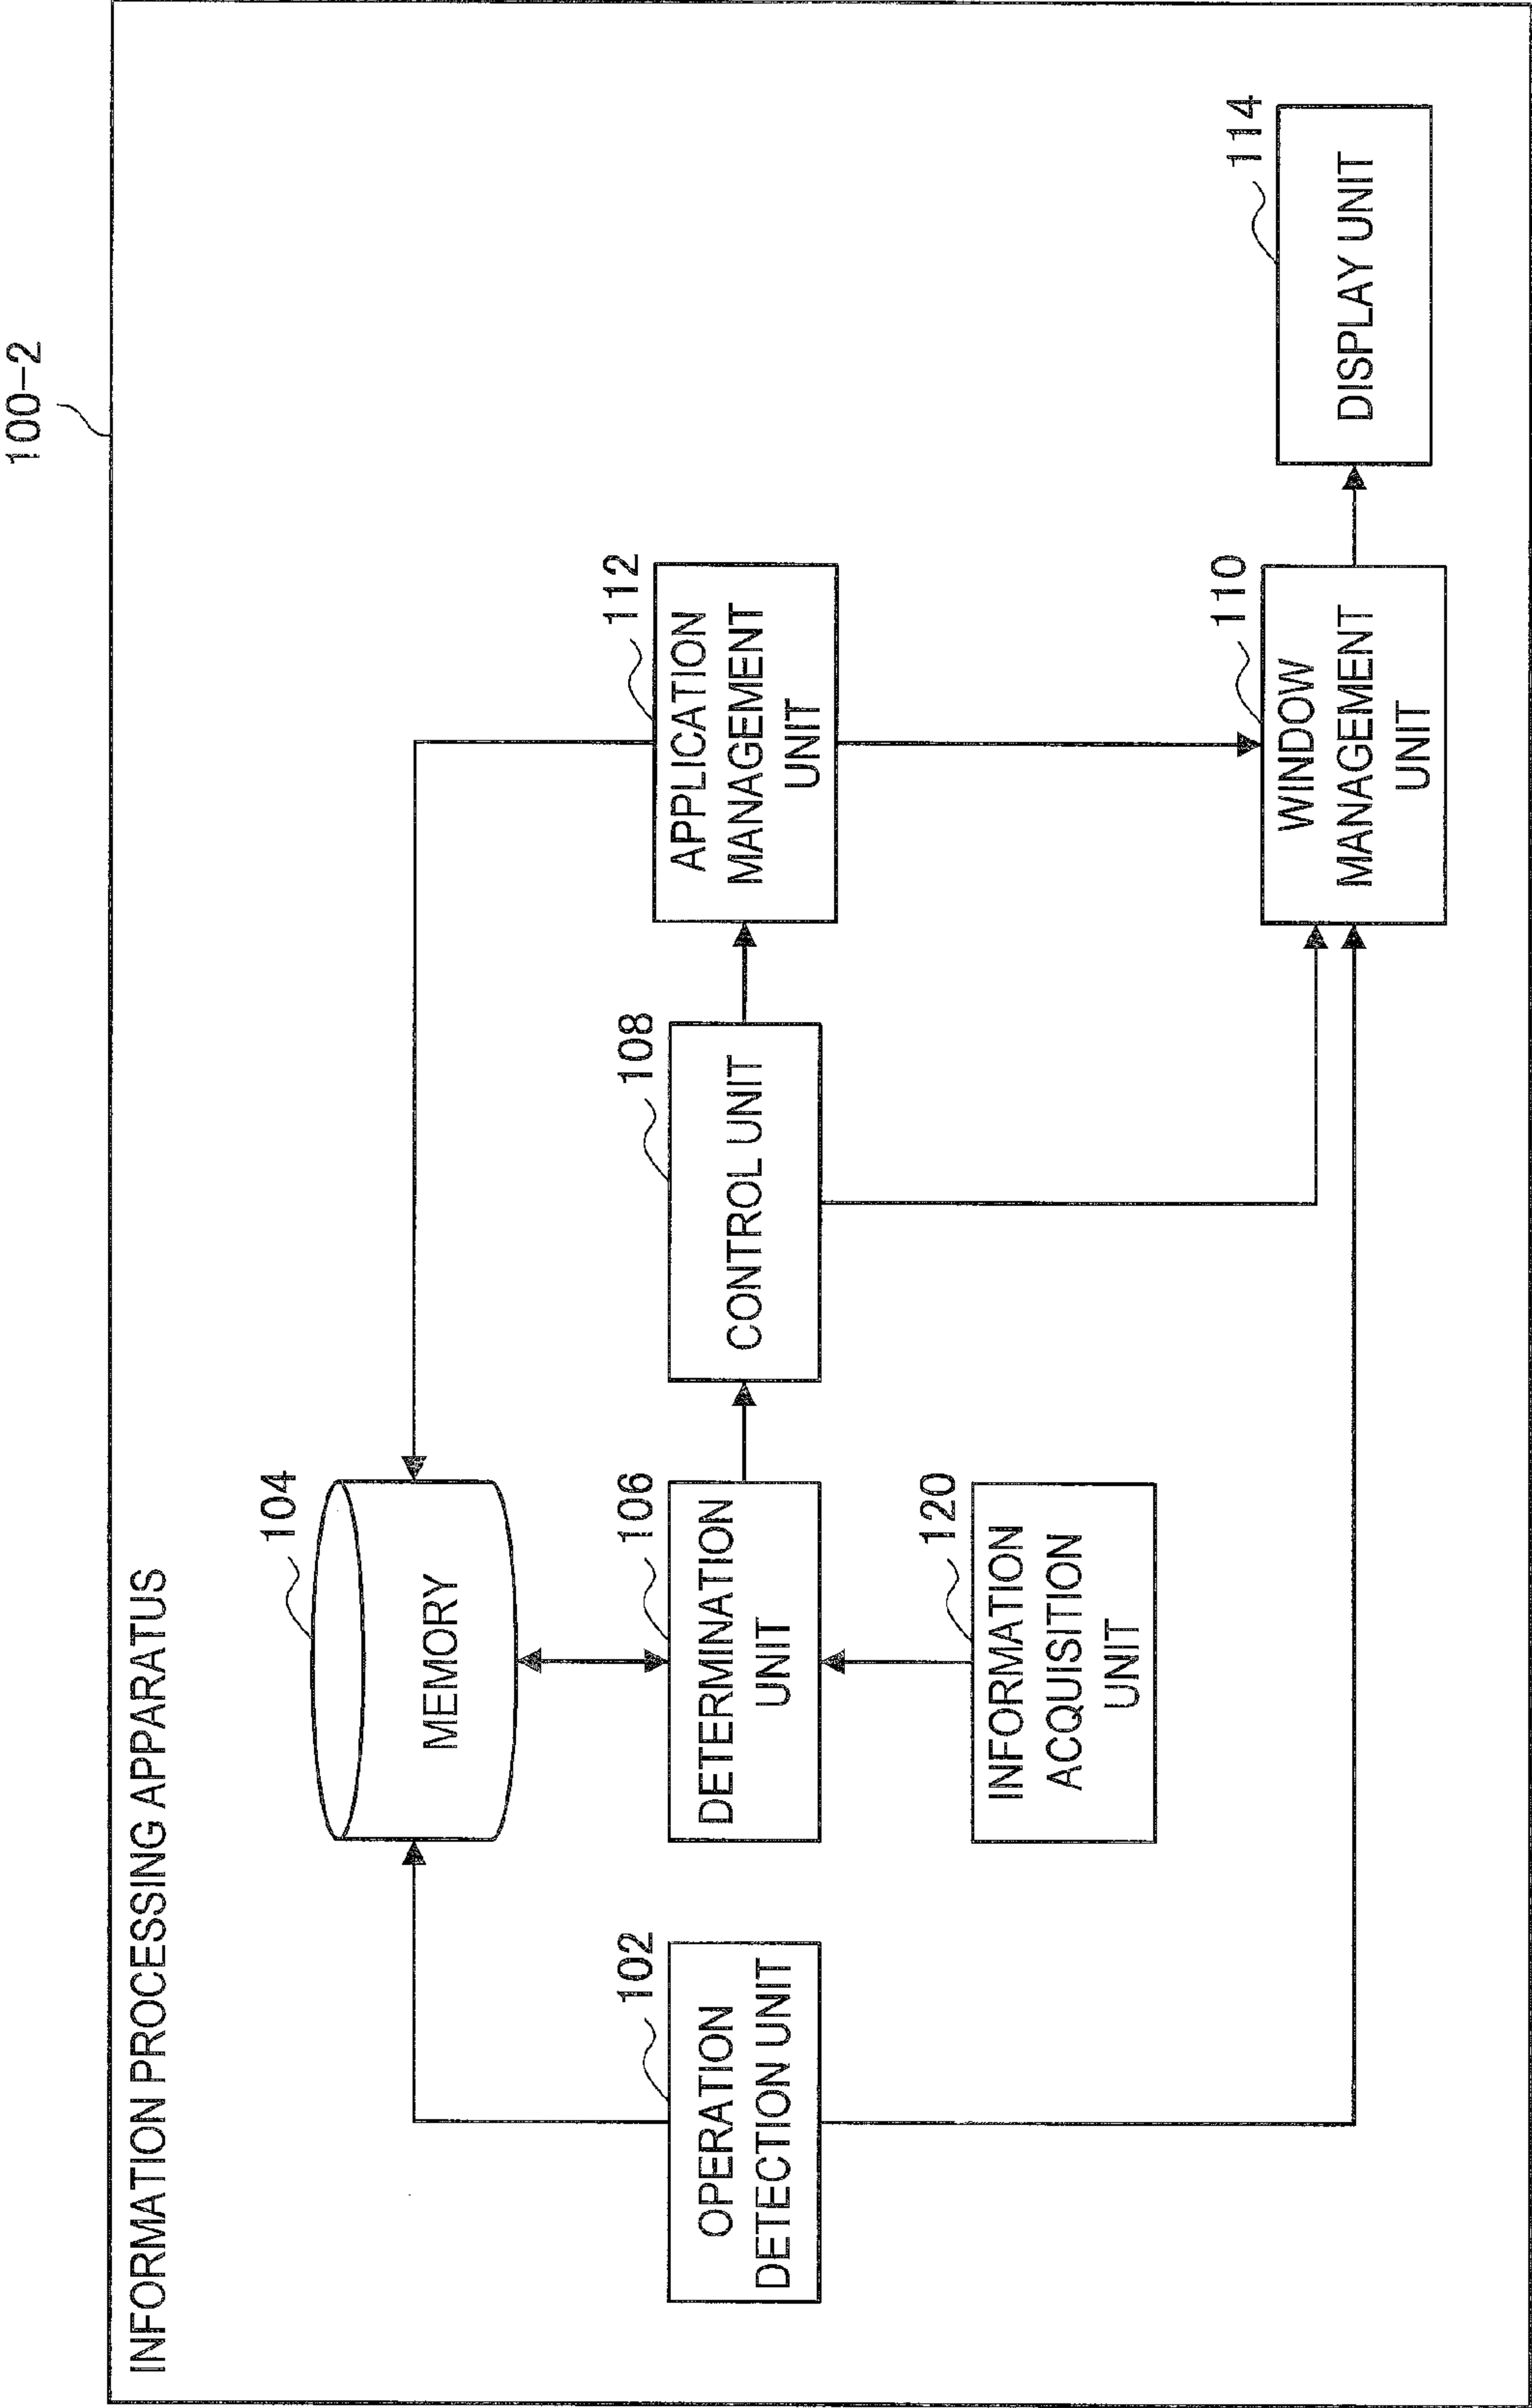 100-2
INFORMATION PROCESSING APPARATUS
104
MEMORY
102
OPERATION
DETECTION UNIT
106
DETERMINATION
UNIT
108
CONTROL UNIT
112
APPLICATION
MANAGEMENT
UNIT
120
INFORMATION
ACQUISITION
UNIT
110
WINDOW
MANAGEMENT
UNIT
114
DISPLAY UNIT